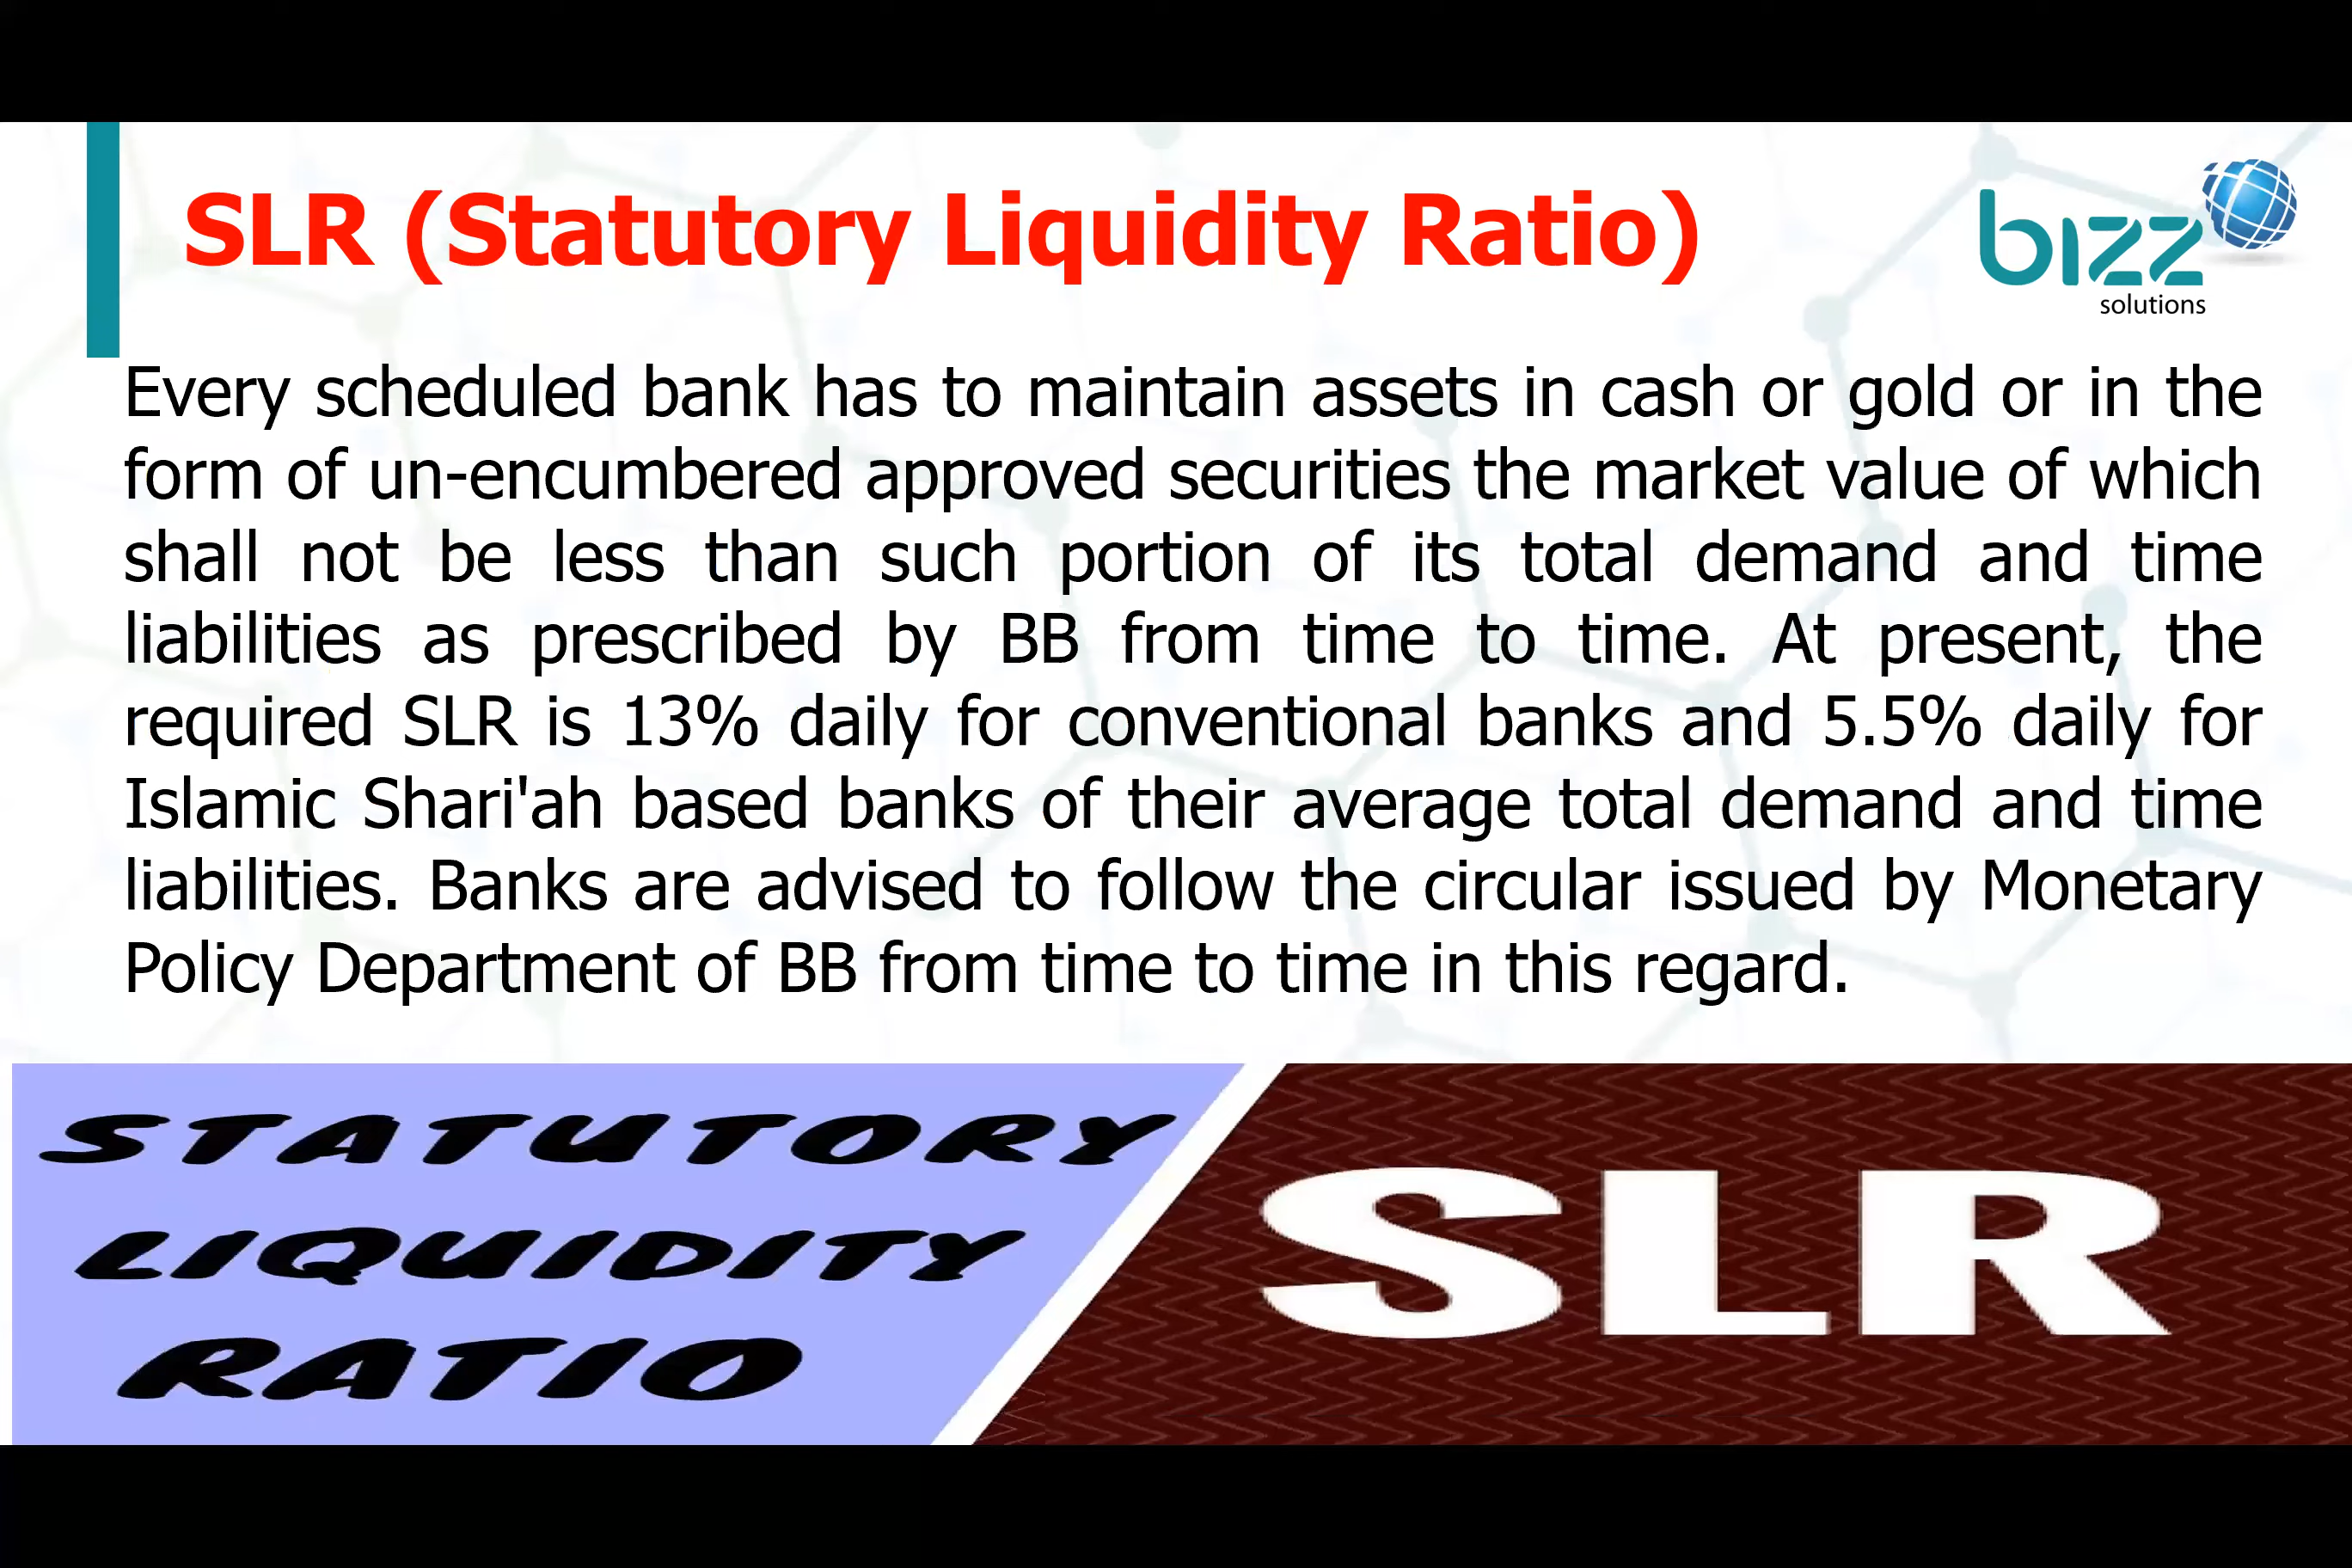 SLR (Statutory Liquidity Ratio)
bizz
solutions
Every scheduled bank has to maintain assets in cash or gold or in the
form of un-encumbered approved securities the market value of which
shall not be less than such portion of its total demand and time
liabilities as prescribed by BB from time to time. At present, the
required SLR is 13% daily for conventional banks and 5.5% daily for
Islamic Shari'ah based banks of their average total demand and time
liabilities. Banks are advised to follow the circular issued by Monetary
Policy Department of BB from time to time in this regard.
STATUTORY
LIQUIDITY
RATIO
SLR